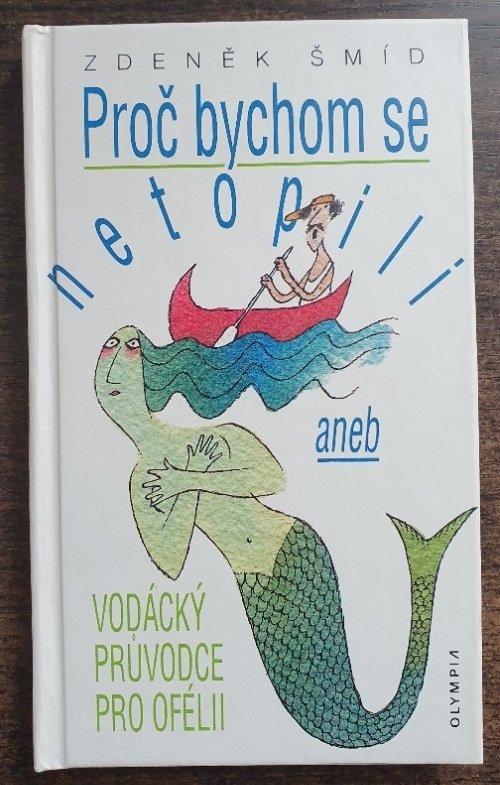 ZDENĚK ŠMÍD
Proč bychom se
netopili
aneb
VODÁCKÝ
PRŮVODCE
PRO OFÉLII
OLYMPIA